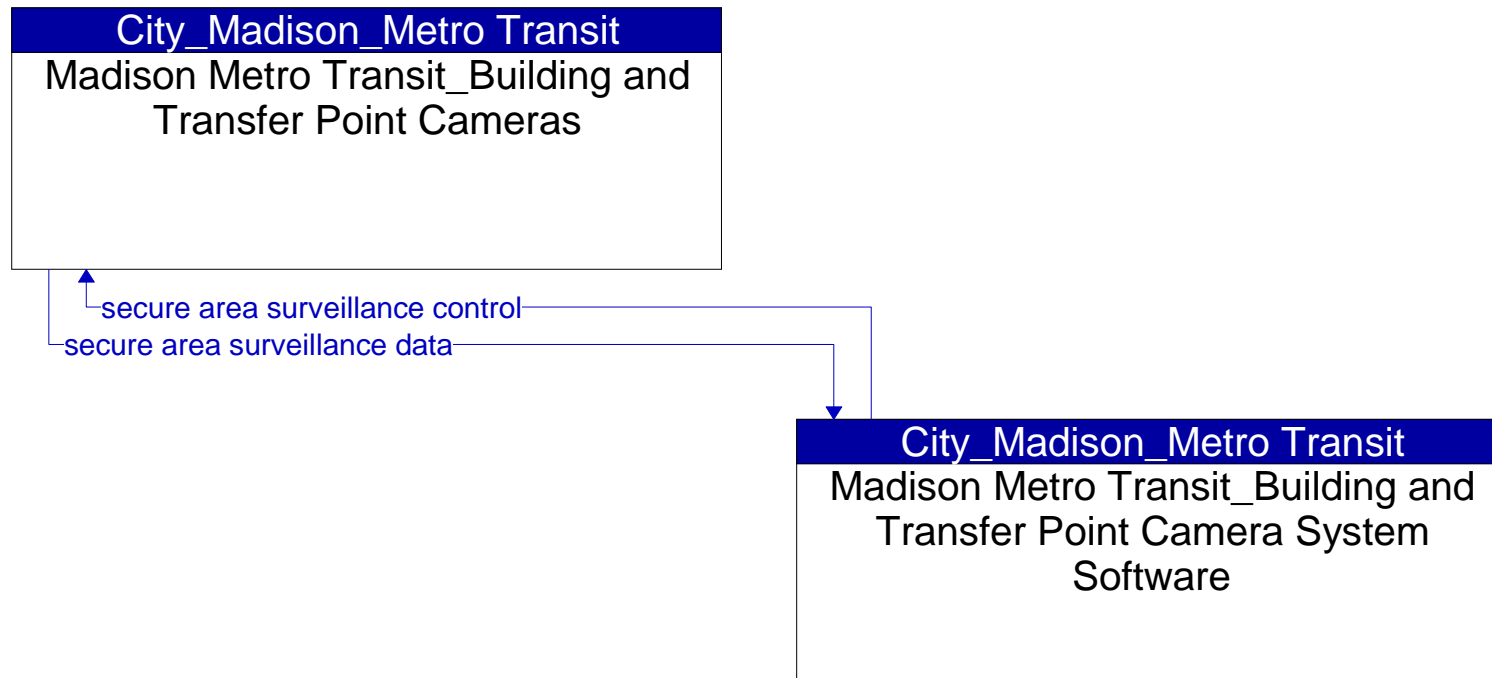 City_Madison_Metro Transit
Madison Metro Transit_Building and
Transfer Point Cameras
secure area surveillance control
secure area surveillance data
City_Madison_Metro Transit
Madison Metro Transit_Building and
Transfer Point Camera System
Software